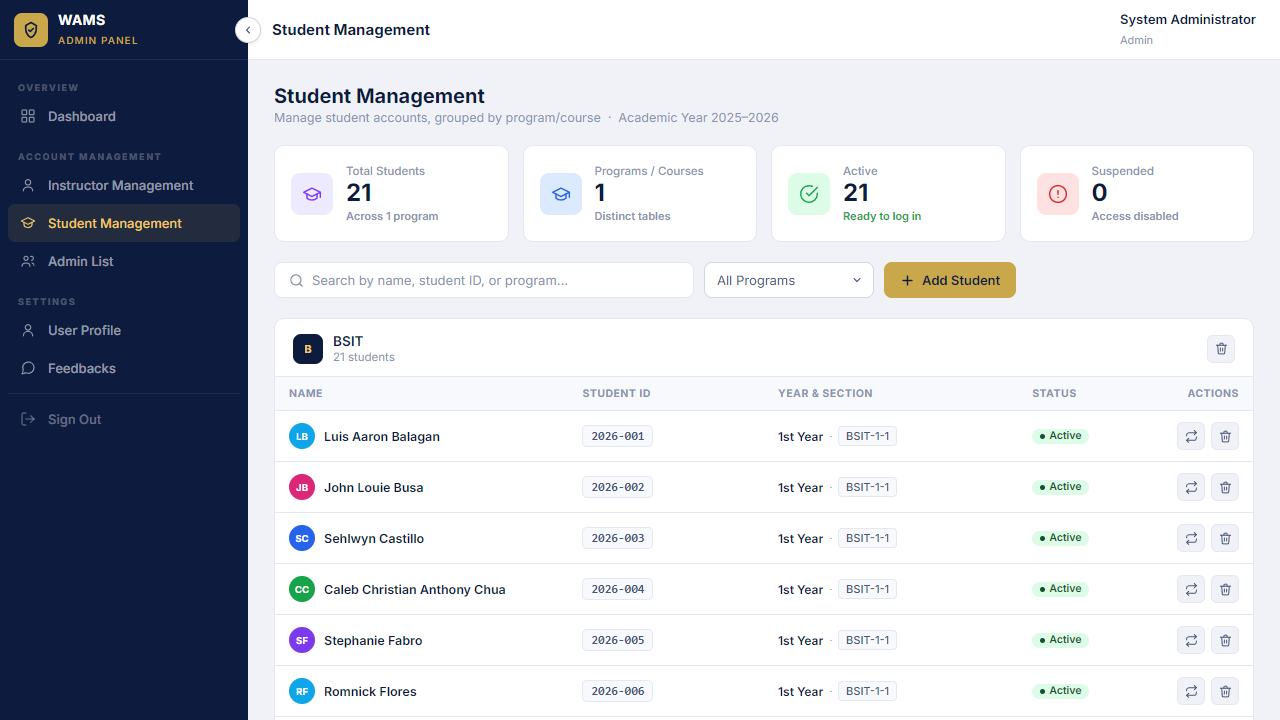 WAMS
ADMIN PANEL
OVERVIEW
Dashboard
ACCOUNT MANAGEMENT
Instructor Management
Student Management
Admin List
SETTINGS
User Profile
Feedbacks
Sign Out
Student Management
System Administrator
Admin
Student Management
Manage student accounts, grouped by program/course · Academic Year 2025–2026
Total Students
21
Across 1 program
Programs / Courses
1
Distinct tables
Active
21
Ready to log in
Suspended
0
Access disabled
Search by name, student ID, or program...
All Programs
Add Student
B
BSIT
21 students
NAME STUDENT ID YEAR & SECTION STATUS ACTIONS
LB Luis Aaron Balagan 2026-001 1st Year · BSIT-1-1 Active
JB John Louie Busa 2026-002 1st Year · BSIT-1-1 Active
SC Sehlwyn Castillo 2026-003 1st Year · BSIT-1-1 Active
CC Caleb Christian Anthony Chua 2026-004 1st Year · BSIT-1-1 Active
SF Stephanie Fabro 2026-005 1st Year · BSIT-1-1 Active
RF Romnick Flores 2026-006 1st Year · BSIT-1-1 Active